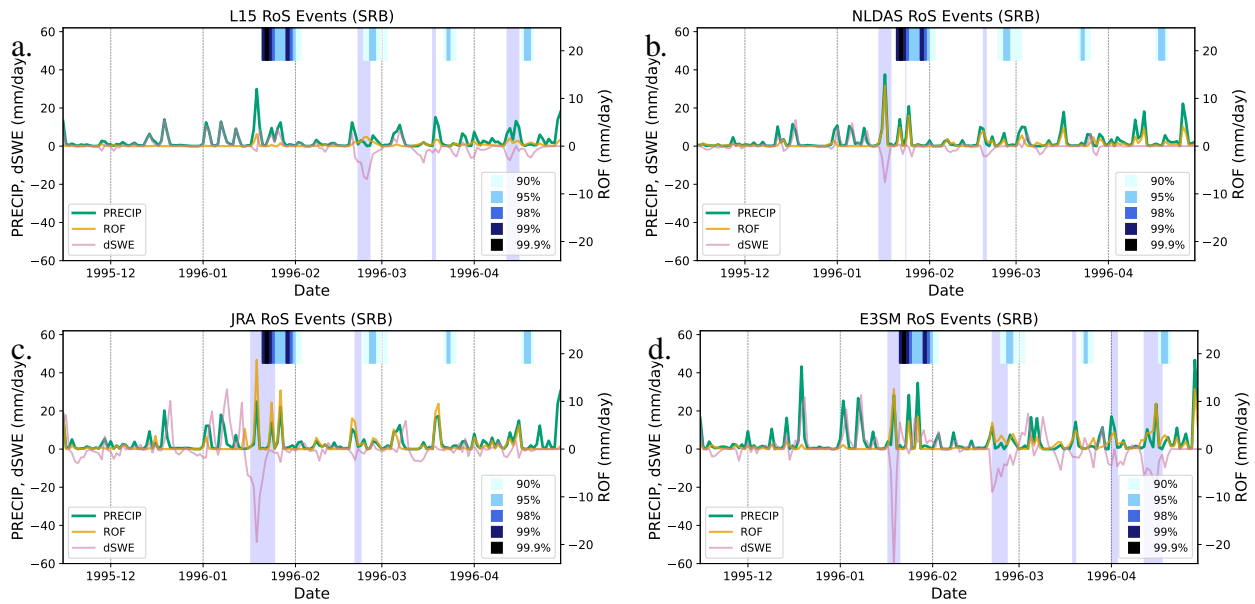 a.
L15 RoS Events (SRB)
PRECIP, dSWE (mm/day)
60
40
20
0
−20
−40
−60
20
10
0
−10
−20
ROF (mm/day)
PRECIP
ROF
dSWE
90%
95%
98%
99%
99.9%
1995-12
1996-01
1996-02
1996-03
1996-04
Date
b.
NLDAS RoS Events (SRB)
PRECIP, dSWE (mm/day)
60
40
20
0
−20
−40
−60
20
10
0
−10
−20
ROF (mm/day)
PRECIP
ROF
dSWE
90%
95%
98%
99%
99.9%
1995-12
1996-01
1996-02
1996-03
1996-04
Date
c.
JRA RoS Events (SRB)
PRECIP, dSWE (mm/day)
60
40
20
0
−20
−40
−60
20
10
0
−10
−20
ROF (mm/day)
PRECIP
ROF
dSWE
90%
95%
98%
99%
99.9%
1995-12
1996-01
1996-02
1996-03
1996-04
Date
d.
E3SM RoS Events (SRB)
PRECIP, dSWE (mm/day)
60
40
20
0
−20
−40
−60
20
10
0
−10
−20
ROF (mm/day)
PRECIP
ROF
dSWE
90%
95%
98%
99%
99.9%
1995-12
1996-01
1996-02
1996-03
1996-04
Date